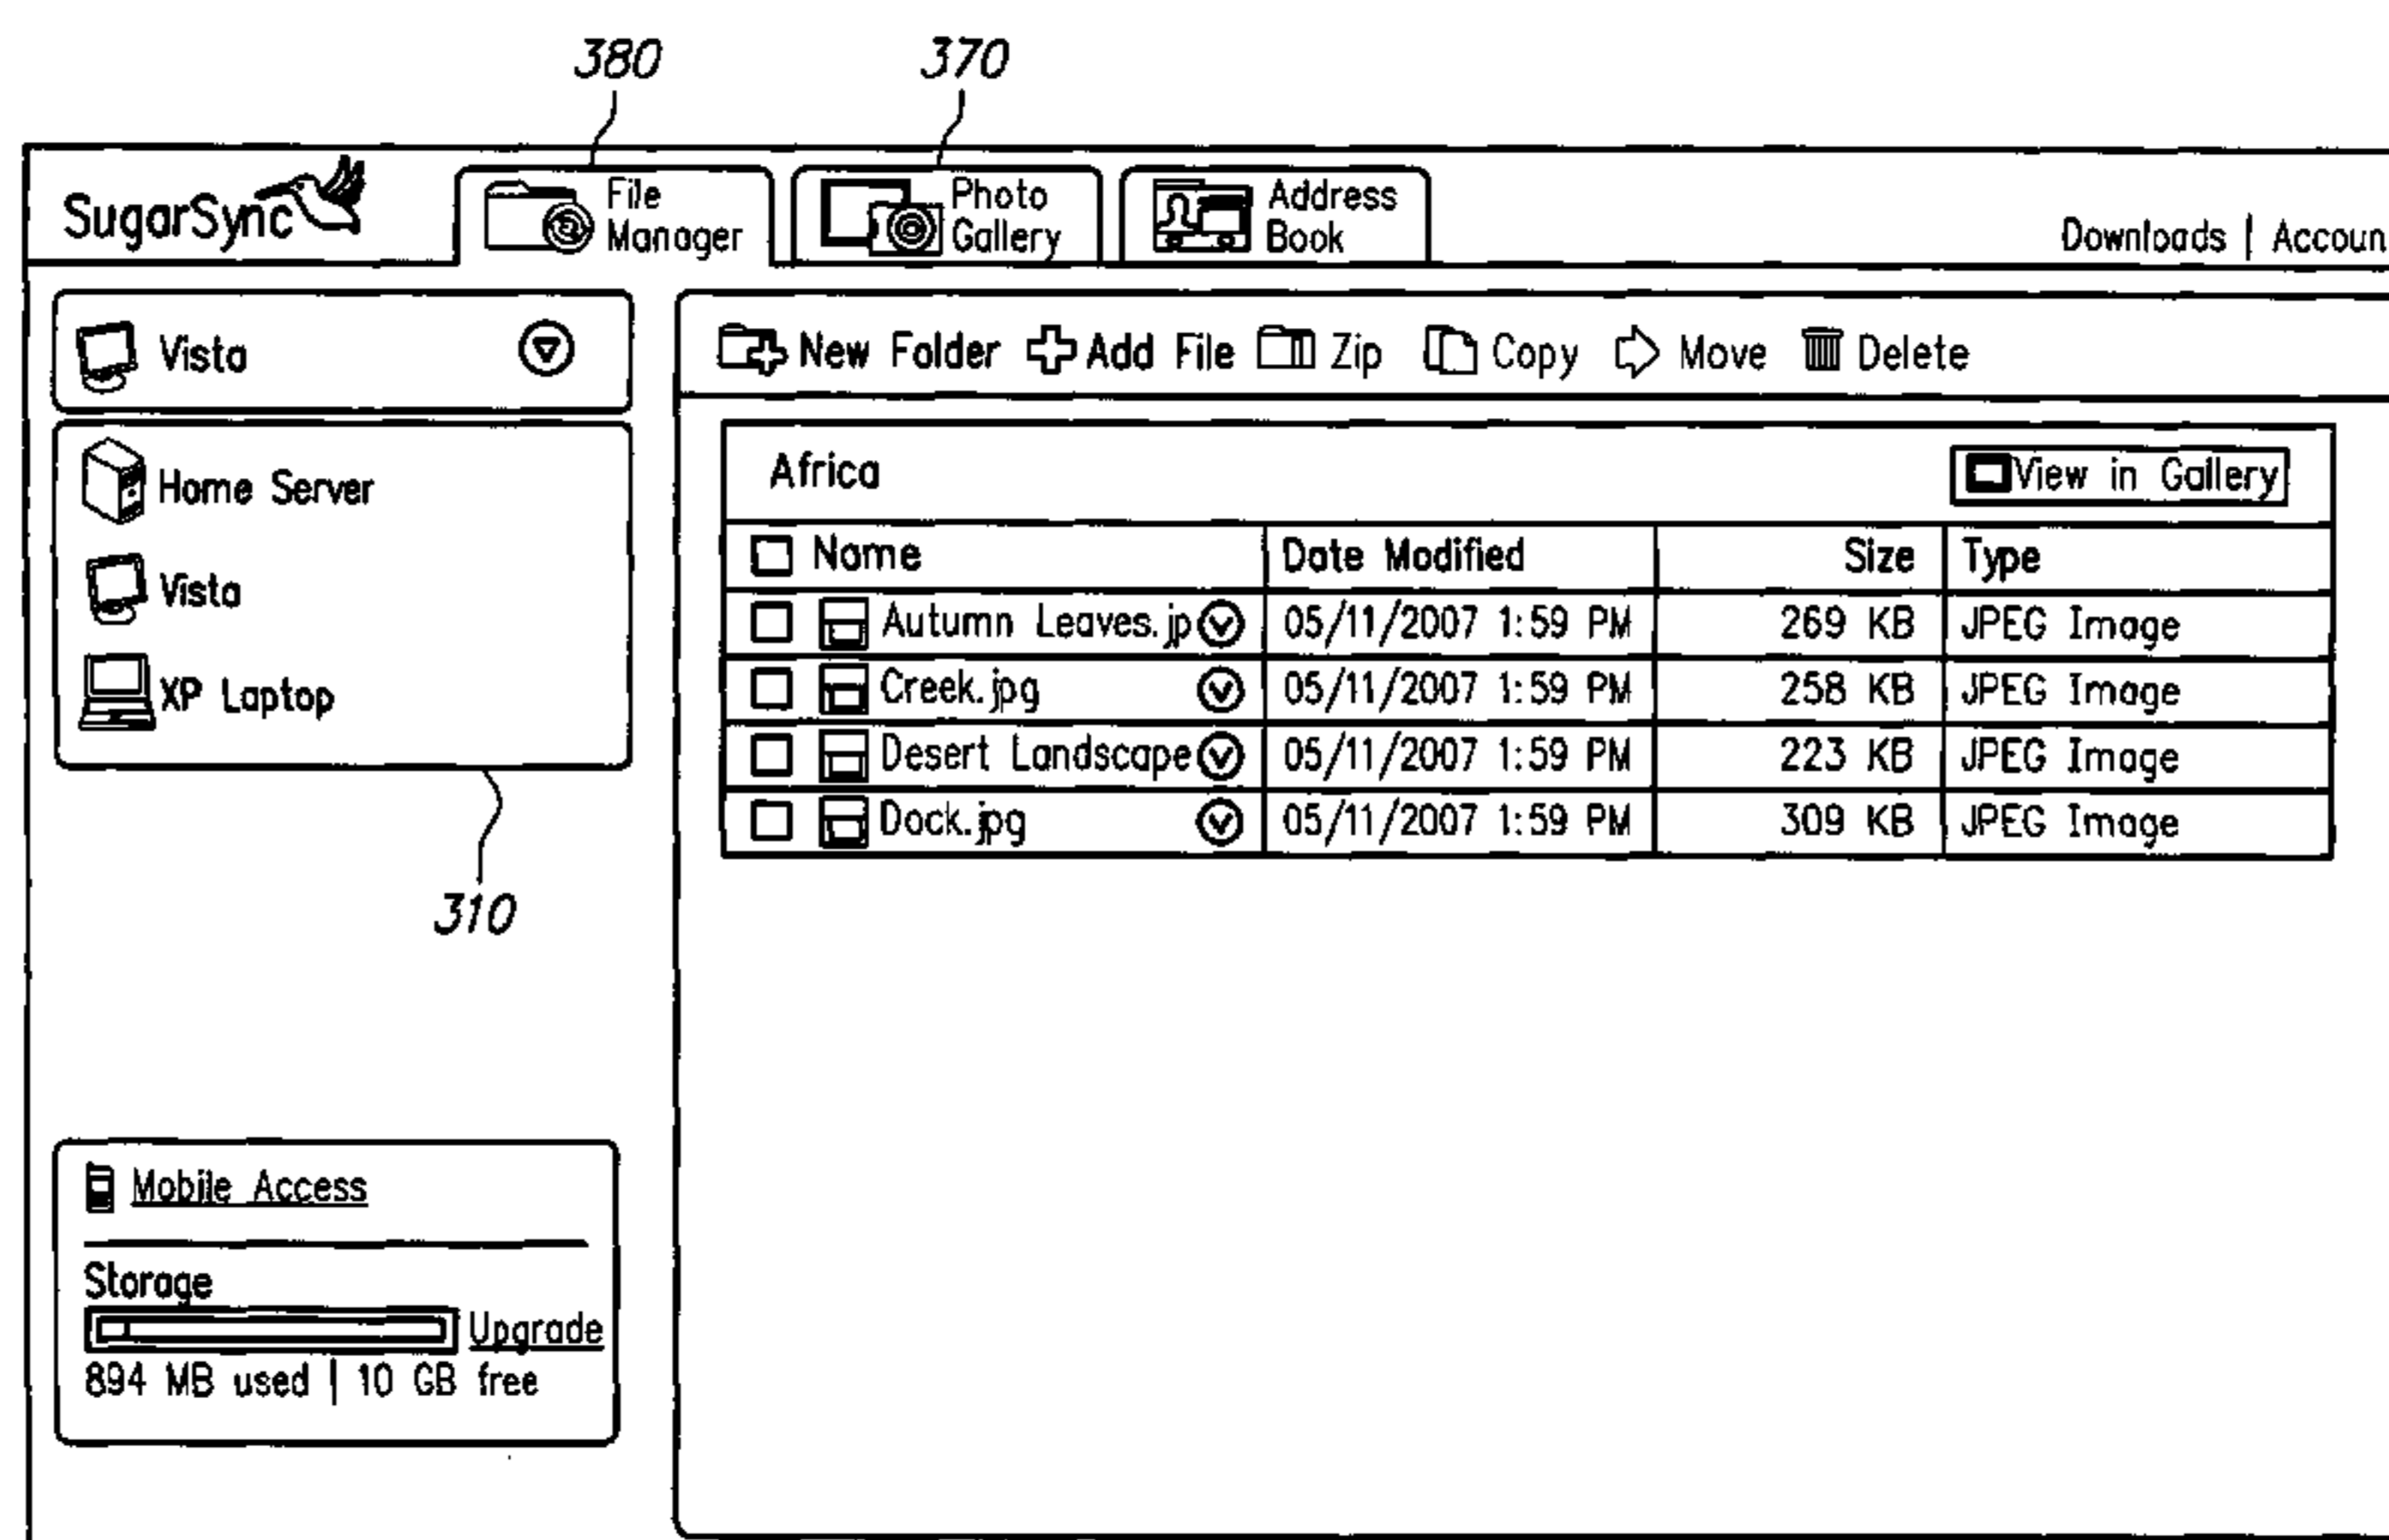 380 370
SugarSync
File Manager
Photo Gallery
Address Book
Downloads | Accoun
Vista
Home Server
Vista
XP Laptop
310
Mobile Access
Storage
Upgrade
894 MB used | 10 GB free
New Folder Add File Zip Copy Move Delete
Africa View in Gallery
Name Date Modified Size Type
Autumn Leaves.jp 05/11/2007 1:59 PM 269 KB JPEG Image
Creek.jpg 05/11/2007 1:59 PM 258 KB JPEG Image
Desert Landscape 05/11/2007 1:59 PM 223 KB JPEG Image
Dock.jpg 05/11/2007 1:59 PM 309 KB JPEG Image